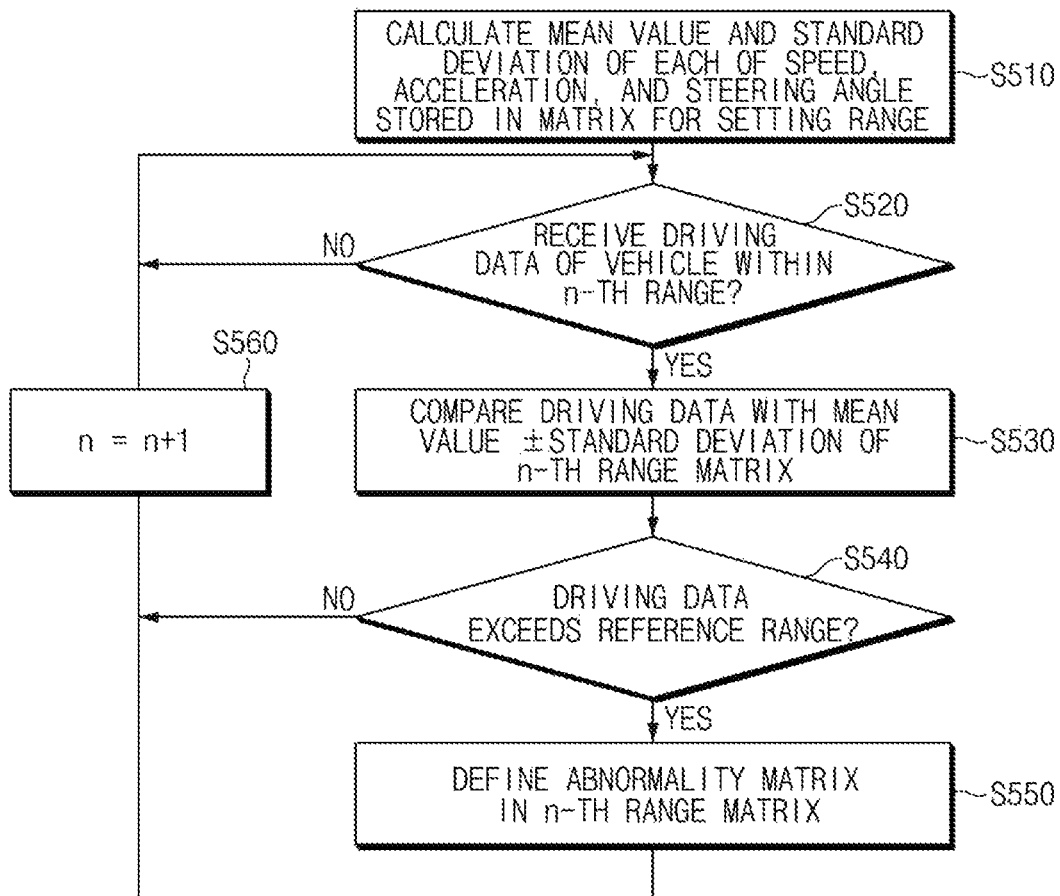 CALCULATE MEAN VALUE AND STANDARD
DEVIATION OF EACH OF SPEED,
ACCELERATION, AND STEERING ANGLE
STORED IN MATRIX FOR SETTING RANGE
S510
S520
RECEIVE DRIVING
DATA OF VEHICLE WITHIN
n-TH RANGE?
NO
YES
S560
n = n+1
COMPARE DRIVING DATA WITH MEAN
VALUE ±STANDARD DEVIATION OF
n-TH RANGE MATRIX
S530
S540
DRIVING DATA
EXCEEDS REFERENCE RANGE?
NO
YES
DEFINE ABNORMALITY MATRIX
IN n-TH RANGE MATRIX
S550